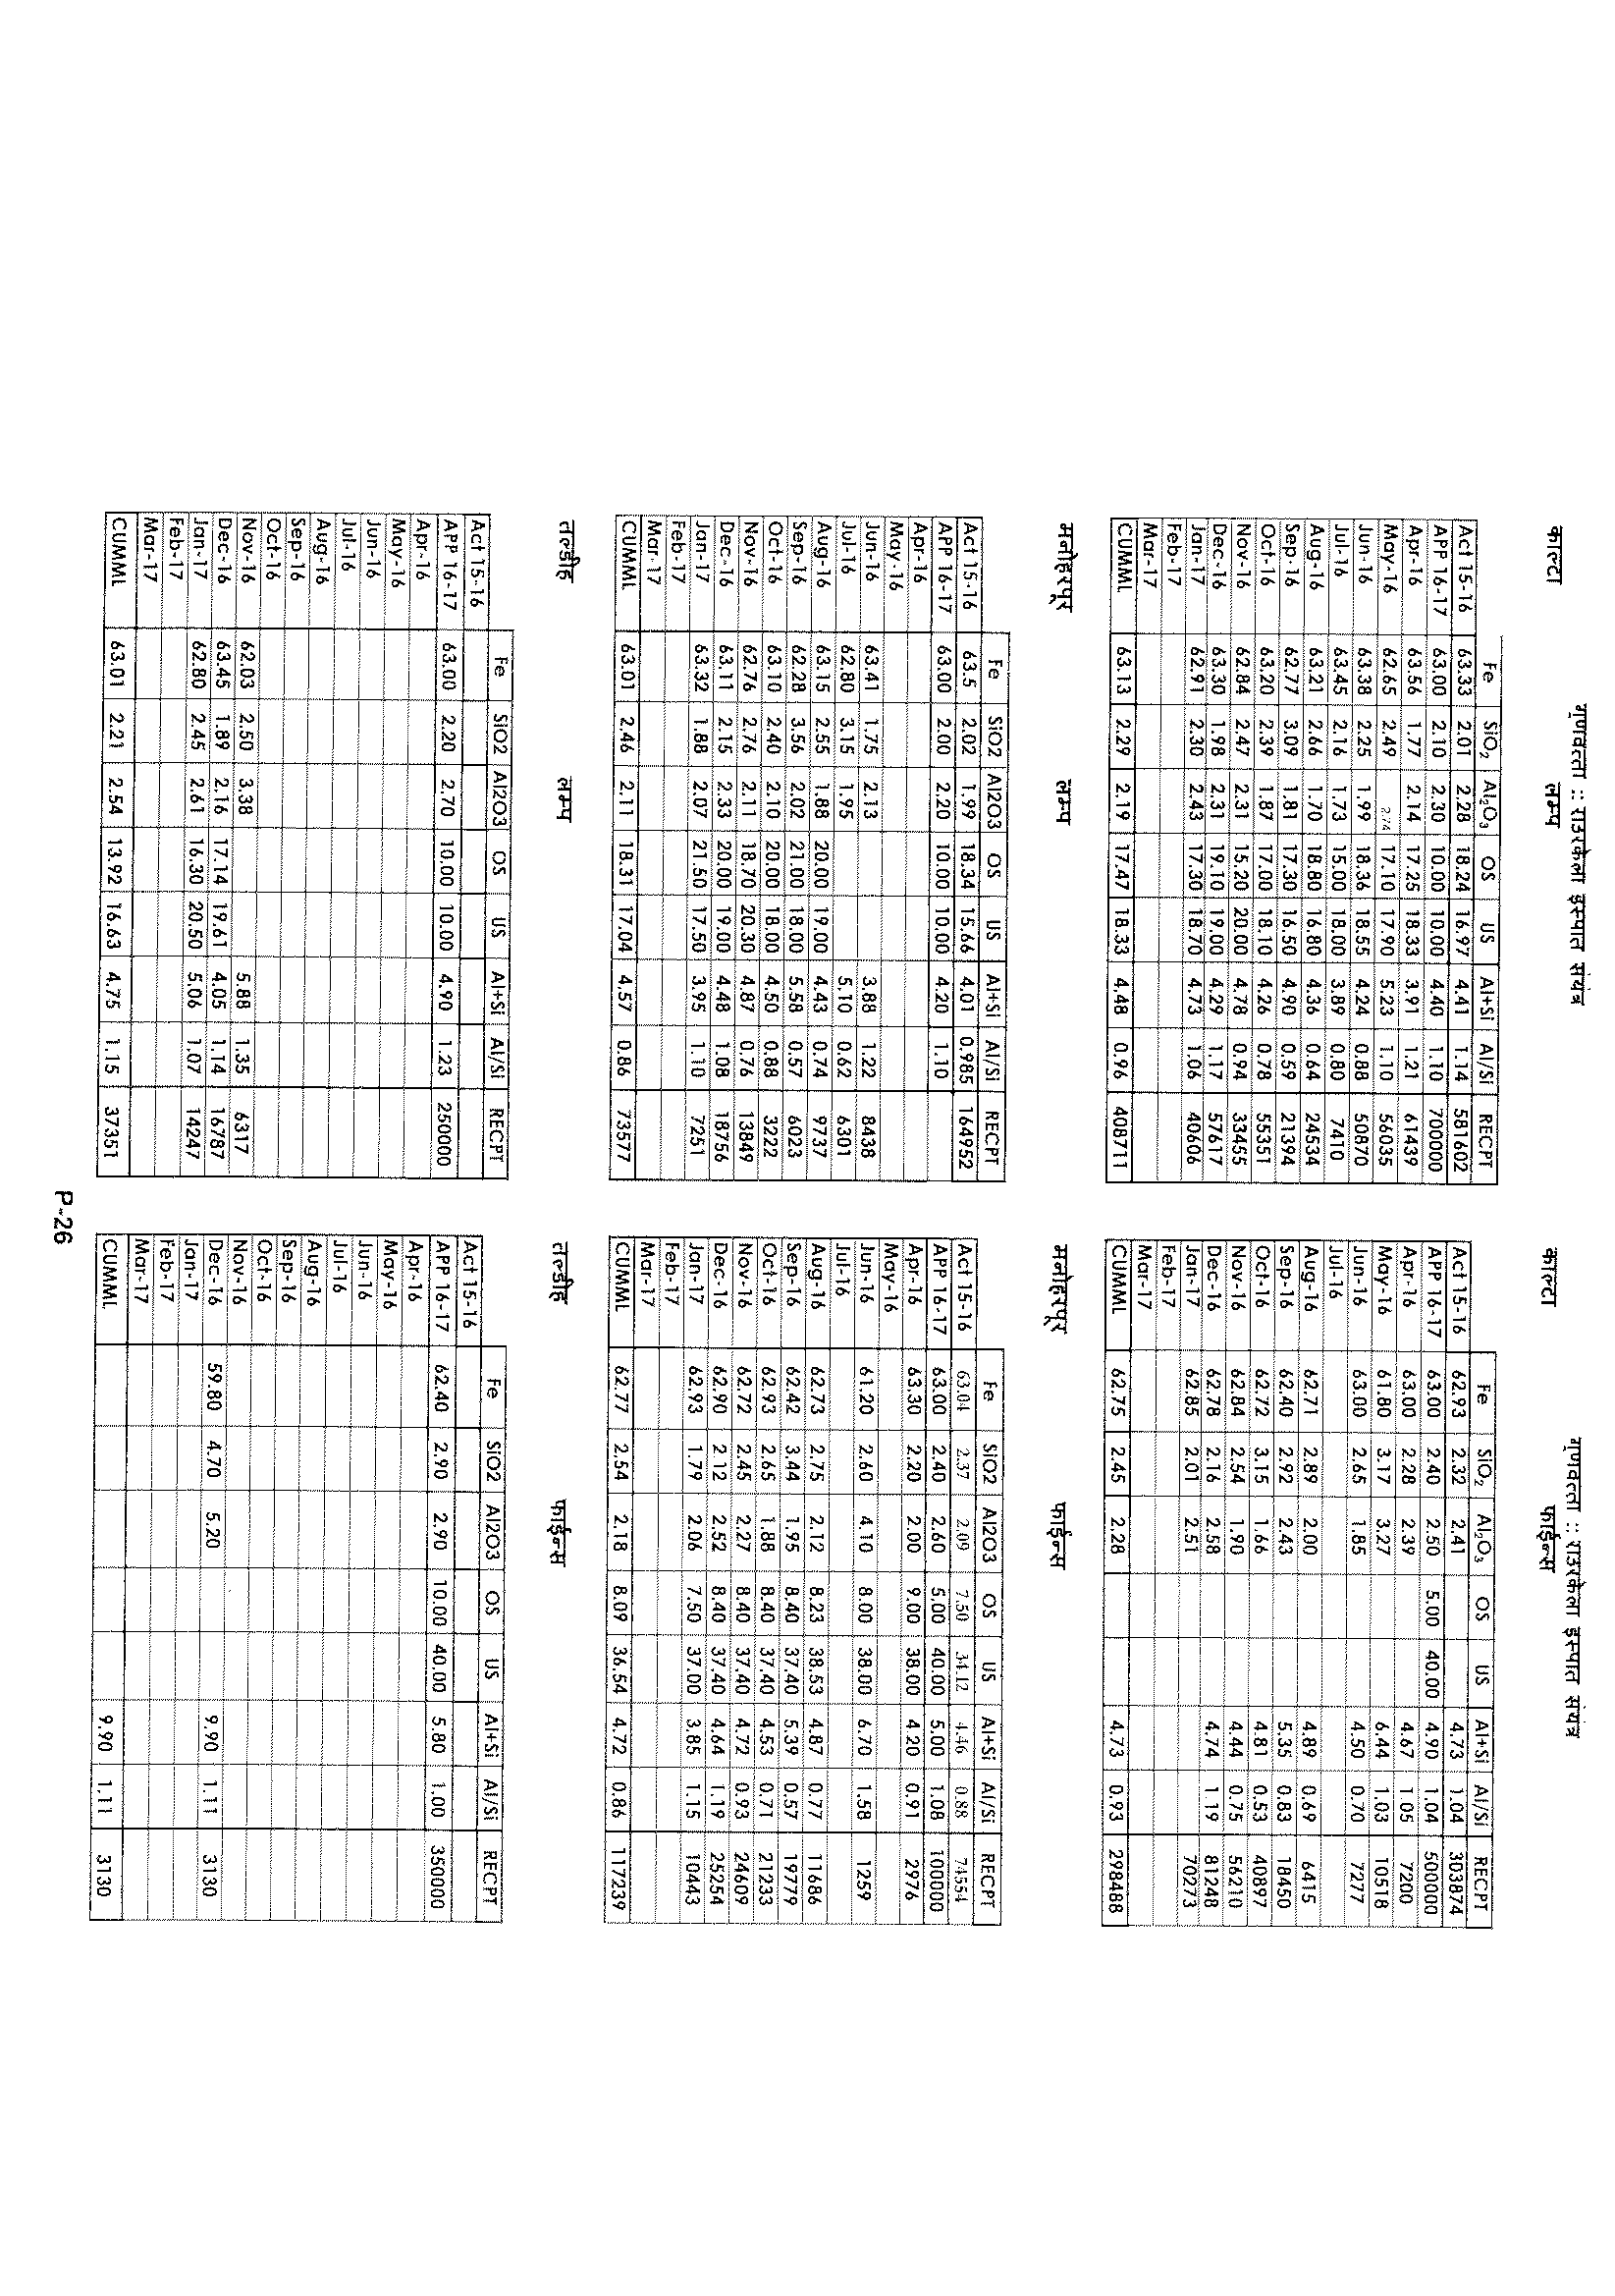 गुणवत्ता :: राउरकेला इस्पात संयंत्र
काल्टा लम्प
Fe SiO₂ Al₂O₃ OS US Al+Si Al/Si RECPT
Act 15-16 63.33 2.01 2.28 18.24 16.97 4.41 1.14 581602
APP 16-17 63.00 2.10 2.30 10.00 10.00 4.40 1.10 700000
Apr-16 63.56 1.77 2.14 17.25 18.33 3.91 1.21 61439
May-16 62.65 2.49 2.74 17.10 17.90 5.23 1.10 56035
Jun-16 63.38 2.25 1.99 18.36 18.55 4.24 0.88 50870
Jul-16 63.45 2.16 1.73 15.00 18.00 3.89 0.80 7410
Aug-16 63.21 2.66 1.70 18.80 16.80 4.36 0.64 24534
Sep-16 62.77 3.09 1.81 17.30 16.50 4.90 0.59 21394
Oct-16 63.20 2.39 1.87 17.00 18.10 4.26 0.78 55351
Nov-16 62.84 2.47 2.31 15.20 20.00 4.78 0.94 33455
Dec-16 63.30 1.98 2.31 19.10 19.00 4.29 1.17 57617
Jan-17 62.91 2.30 2.43 17.30 18.70 4.73 1.06 40606
Feb-17
Mar-17
CUMML 63.13 2.29 2.19 17.47 18.33 4.48 0.96 408711
गुणवत्ता :: राउरकेला इस्पात संयंत्र
काल्टा फाईन्स
Fe SiO₂ Al₂O₃ OS US Al+Si Al/Si RECPT
Act 15-16 62.93 2.32 2.41 4.73 1.04 303874
APP 16-17 63.00 2.40 2.50 5.00 40.00 4.90 1.04 500000
Apr-16 63.00 2.28 2.39 4.67 1.05 7200
May-16 61.80 3.17 3.27 6.44 1.03 10518
Jun-16 63.00 2.65 1.85 4.50 0.70 7277
Jul-16
Aug-16 62.71 2.89 2.00 4.89 0.69 6415
Sep-16 62.40 2.92 2.43 5.35 0.83 18450
Oct-16 62.72 3.15 1.66 4.81 0.53 40897
Nov-16 62.84 2.54 1.90 4.44 0.75 56210
Dec-16 62.78 2.16 2.58 4.74 1.19 81248
Jan-17 62.85 2.01 2.51 70273
Feb-17
Mar-17
CUMML 62.75 2.45 2.28 4.73 0.93 298488
मनोहरपूर लम्प
Fe SiO2 Al2O3 OS US Al+Si Al/Si RECPT
Act 15-16 63.5 2.02 1.99 18.34 15.66 4.01 0.985 164952
APP 16-17 63.00 2.00 2.20 10.00 10.00 4.20 1.10
Apr-16
May-16
Jun-16 63.41 1.75 2.13 3.88 1.22 8438
Jul-16 62.80 3.15 1.95 5.10 0.62 6301
Aug-16 63.15 2.55 1.88 20.00 19.00 4.43 0.74 9737
Sep-16 62.28 3.56 2.02 21.00 18.00 5.58 0.57 6023
Oct-16 63.10 2.40 2.10 20.00 18.00 4.50 0.88 3222
Nov-16 62.76 2.76 2.11 18.70 20.30 4.87 0.76 13849
Dec-16 63.11 2.15 2.33 20.00 19.00 4.48 1.08 18756
Jan-17 63.32 1.88 2.07 21.50 17.50 3.95 1.10 7251
Feb-17
Mar-17
CUMML 63.01 2.46 2.11 18.31 17.04 4.57 0.86 73577
मनोहरपूर फाईन्स
Fe SiO2 Al2O3 OS US Al+Si Al/Si RECPT
Act 15-16 63.04 2.37 2.09 7.50 34.12 4.46 0.88 74554
APP 16-17 63.00 2.40 2.60 5.00 40.00 5.00 1.08 100000
Apr-16 63.30 2.20 2.00 9.00 38.00 4.20 0.91 2976
May-16
Jun-16 61.20 2.60 4.10 8.00 38.00 6.70 1.58 1259
Jul-16
Aug-16 62.73 2.75 2.12 8.23 38.53 4.87 0.77 11686
Sep-16 62.42 3.44 1.95 8.40 37.40 5.39 0.57 19779
Oct-16 62.93 2.65 1.88 8.40 37.40 4.53 0.71 21233
Nov-16 62.72 2.45 2.27 8.40 37.40 4.72 0.93 24609
Dec-16 62.90 2.12 2.52 8.40 37.40 4.64 1.19 25254
Jan-17 62.93 1.79 2.06 7.50 37.00 3.85 1.15 10443
Feb-17
Mar-17
CUMML 62.77 2.54 2.18 8.09 36.54 4.72 0.86 117239
तल्डीह लम्प
Fe SiO2 Al2O3 OS US Al+Si Al/Si RECPT
Act 15-16
APP 16-17 63.00 2.20 2.70 10.00 10.00 4.90 1.23 250000
Apr-16
May-16
Jun-16
Jul-16
Aug-16
Sep-16
Oct-16
Nov-16 62.03 2.50 3.38 5.88 1.35 6317
Dec-16 63.45 1.89 2.16 17.14 19.61 4.05 1.14 16787
Jan-17 62.80 2.45 2.61 16.30 20.50 5.06 1.07 14247
Feb-17
Mar-17
CUMML 63.01 2.21 2.54 13.92 16.63 4.75 1.15 37351
तल्डीह फाईन्स
Fe SiO2 Al2O3 OS US Al+Si Al/Si RECPT
Act 15-16
APP 16-17 62.40 2.90 2.90 10.00 40.00 5.80 1.00 350000
Apr-16
May-16
Jun-16
Jul-16
Aug-16
Sep-16
Oct-16
Nov-16
Dec-16 59.80 4.70 5.20 9.90 1.11 3130
Jan-17
Feb-17
Mar-17
CUMML 9.90 1.11 3130
P-26